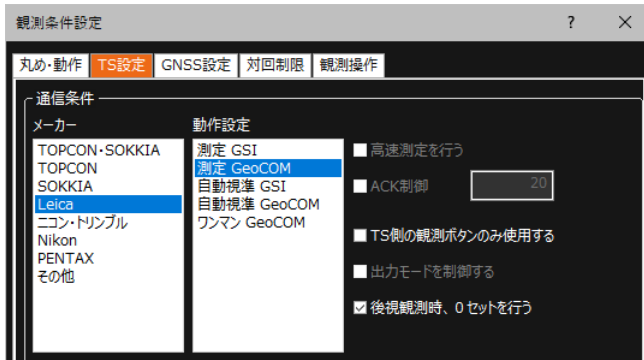 観測条件設定 ? ×
丸め・動作 TS設定 GNSS設定 対回制限 観測操作
通信条件
メーカー
TOPCON・SOKKIA
TOPCON
SOKKIA
Leica
ニコン・トリンブル
Nikon
PENTAX
その他
動作設定
測定 GSI
測定 GeoCOM
自動視準 GSI
自動視準 GeoCOM
ワンマン GeoCOM
高速測定を行う
ACK制御 20
TS側の観測ボタンのみ使用する
出力モードを制御する
後視観測時、0セットを行う